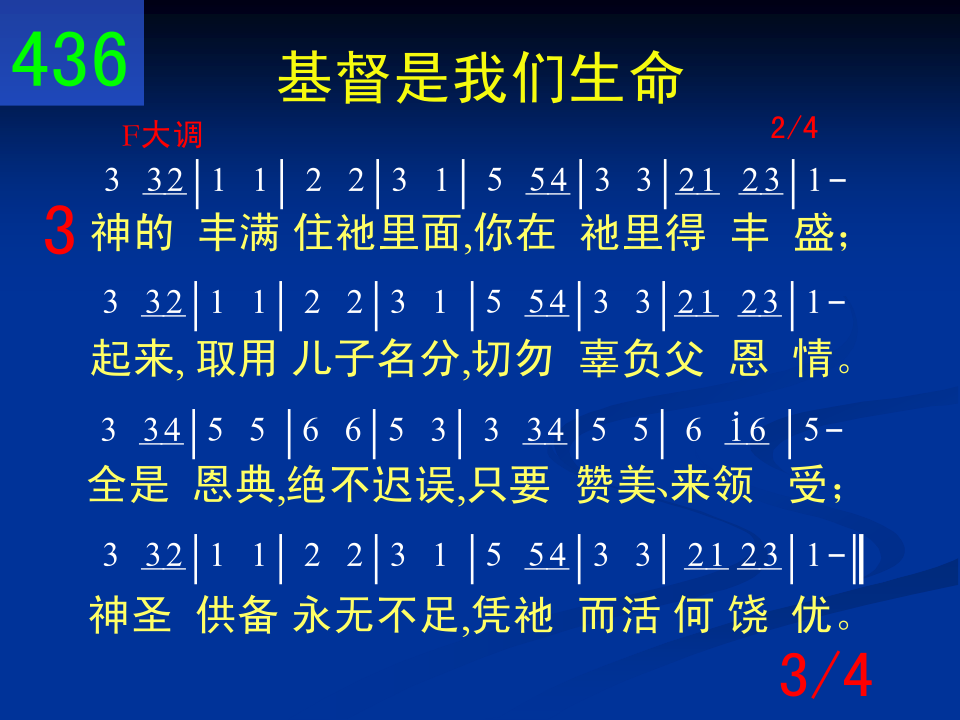 436
基督是我们生命
F大调
2/4
3 32|1 1|2 2|3 1|5 54|3 3|21 23|1-
3 神的 丰满 住祂里面,你在 祂里得 丰 盛；
3 32|1 1|2 2|3 1|5 54|3 3|21 23|1-
起来, 取用 儿子名分,切勿 辜负父 恩 情。
3 34|5 5|6 6|5 3|3 34|5 5|6 i6|5-
全是 恩典,绝不迟误,只要 赞美、来领 受；
3 32|1 1|2 2|3 1|5 54|3 3|21 23|1-‖
神圣 供备 永无不足,凭祂 而活 何 饶 优。
3/4